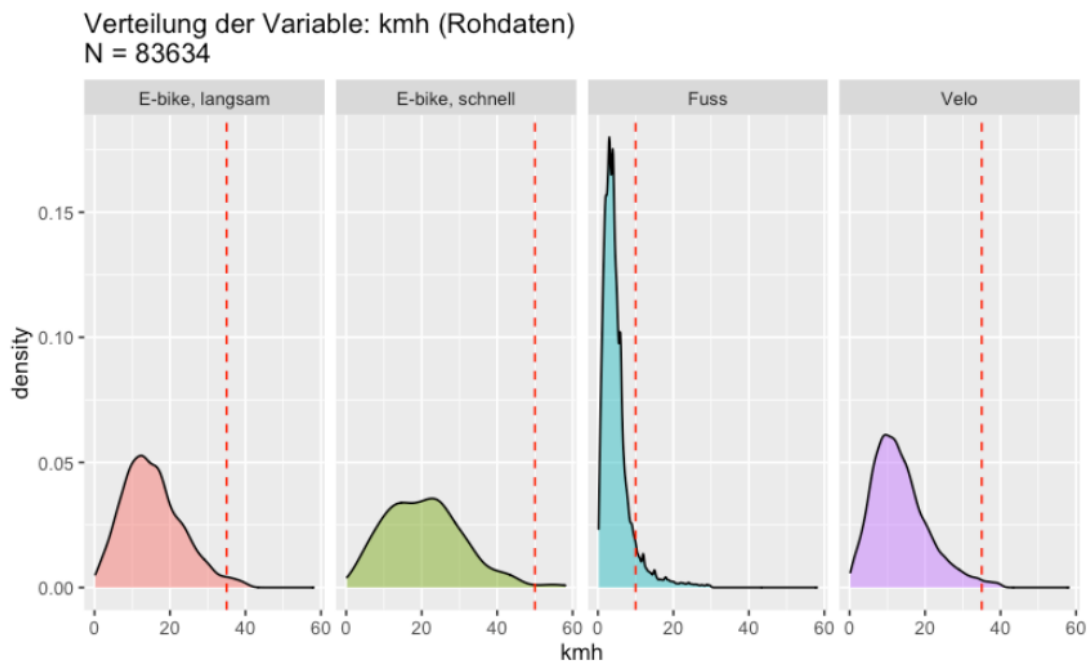 Verteilung der Variable: kmh (Rohdaten)
N = 83634
E-bike, langsam
E-bike, schnell
Fuss
Velo
density
0.15
0.10
0.05
0.00
0 20 40 60 0 20 40 60 0 20 40 60 0 20 40 60
kmh